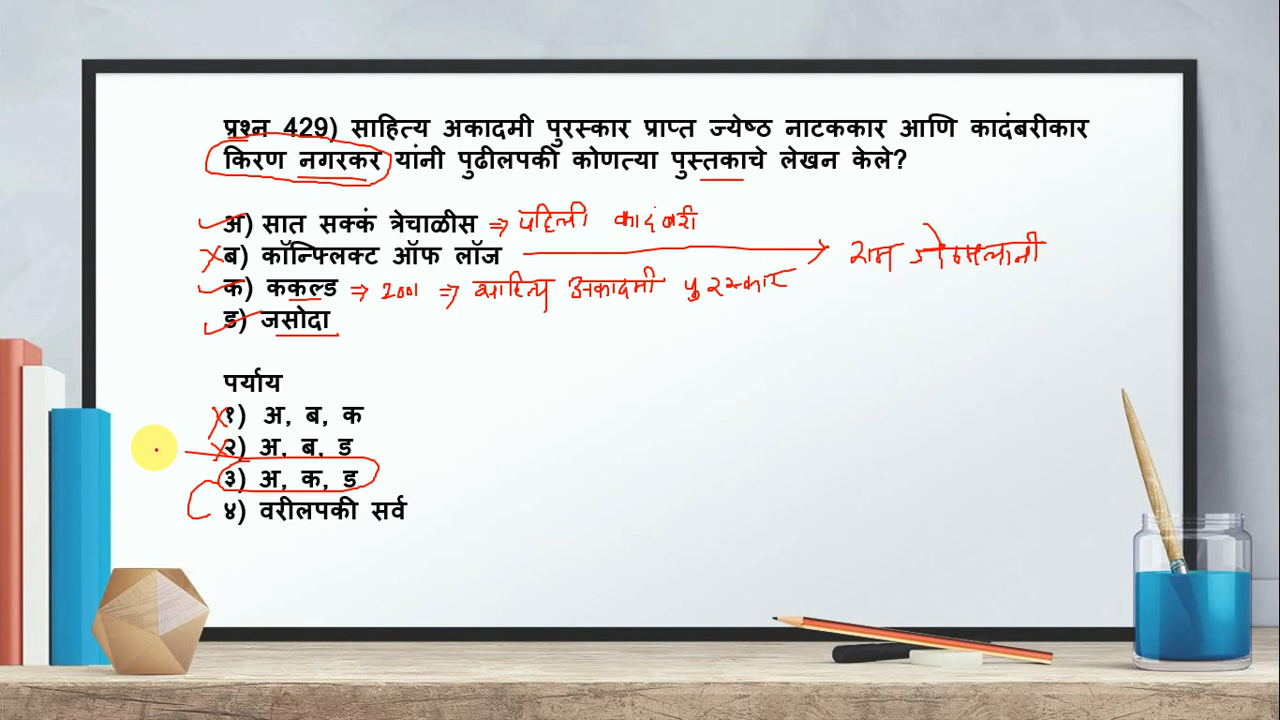 प्रश्न 429) साहित्य अकादमी पुरस्कार प्राप्त ज्येष्ठ नाटककार आणि कादंबरीकार
किरण नगरकर यांनी पुढीलपकी कोणत्या पुस्तकाचे लेखन केले?
अ) सात सक्कं त्रेचाळीस ⇒ पहिली कादंबरी
ब) कॉन्फ्लिक्ट ऑफ लॉज → राम जेठमलानी
क) ककल्ड ⇒ 2001 ⇒ साहित्य अकादमी पुरस्कार
ड) जसोदा
पर्याय
१) अ, ब, क
२) अ, ब, ड
३) अ, क, ड
४) वरीलपकी सर्व